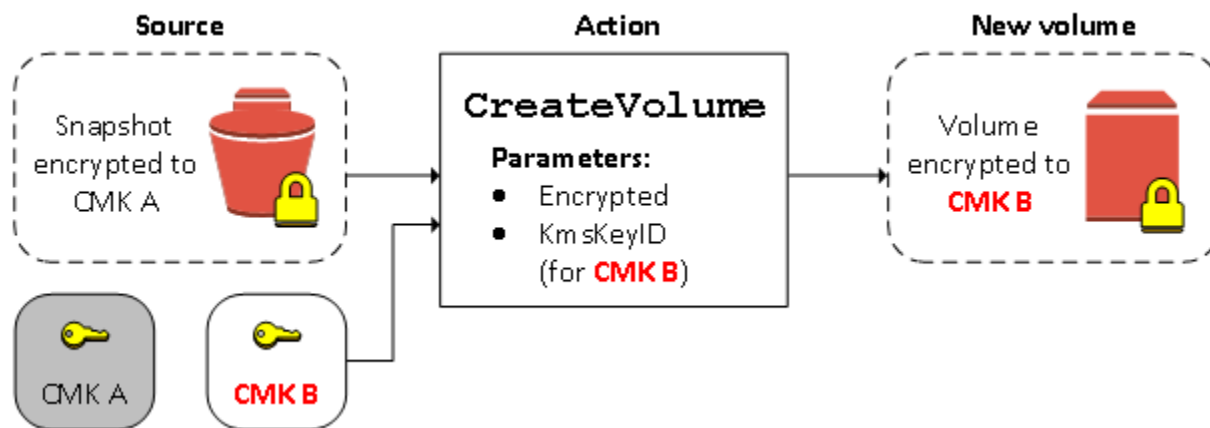 Source
Action
New volume
Snapshot
encrypted to
CMK A
CreateVolume
Parameters:
● Encrypted
● KmsKeyID
(for CMK B)
Volume
encrypted to
CMK B
CMK A
CMK B